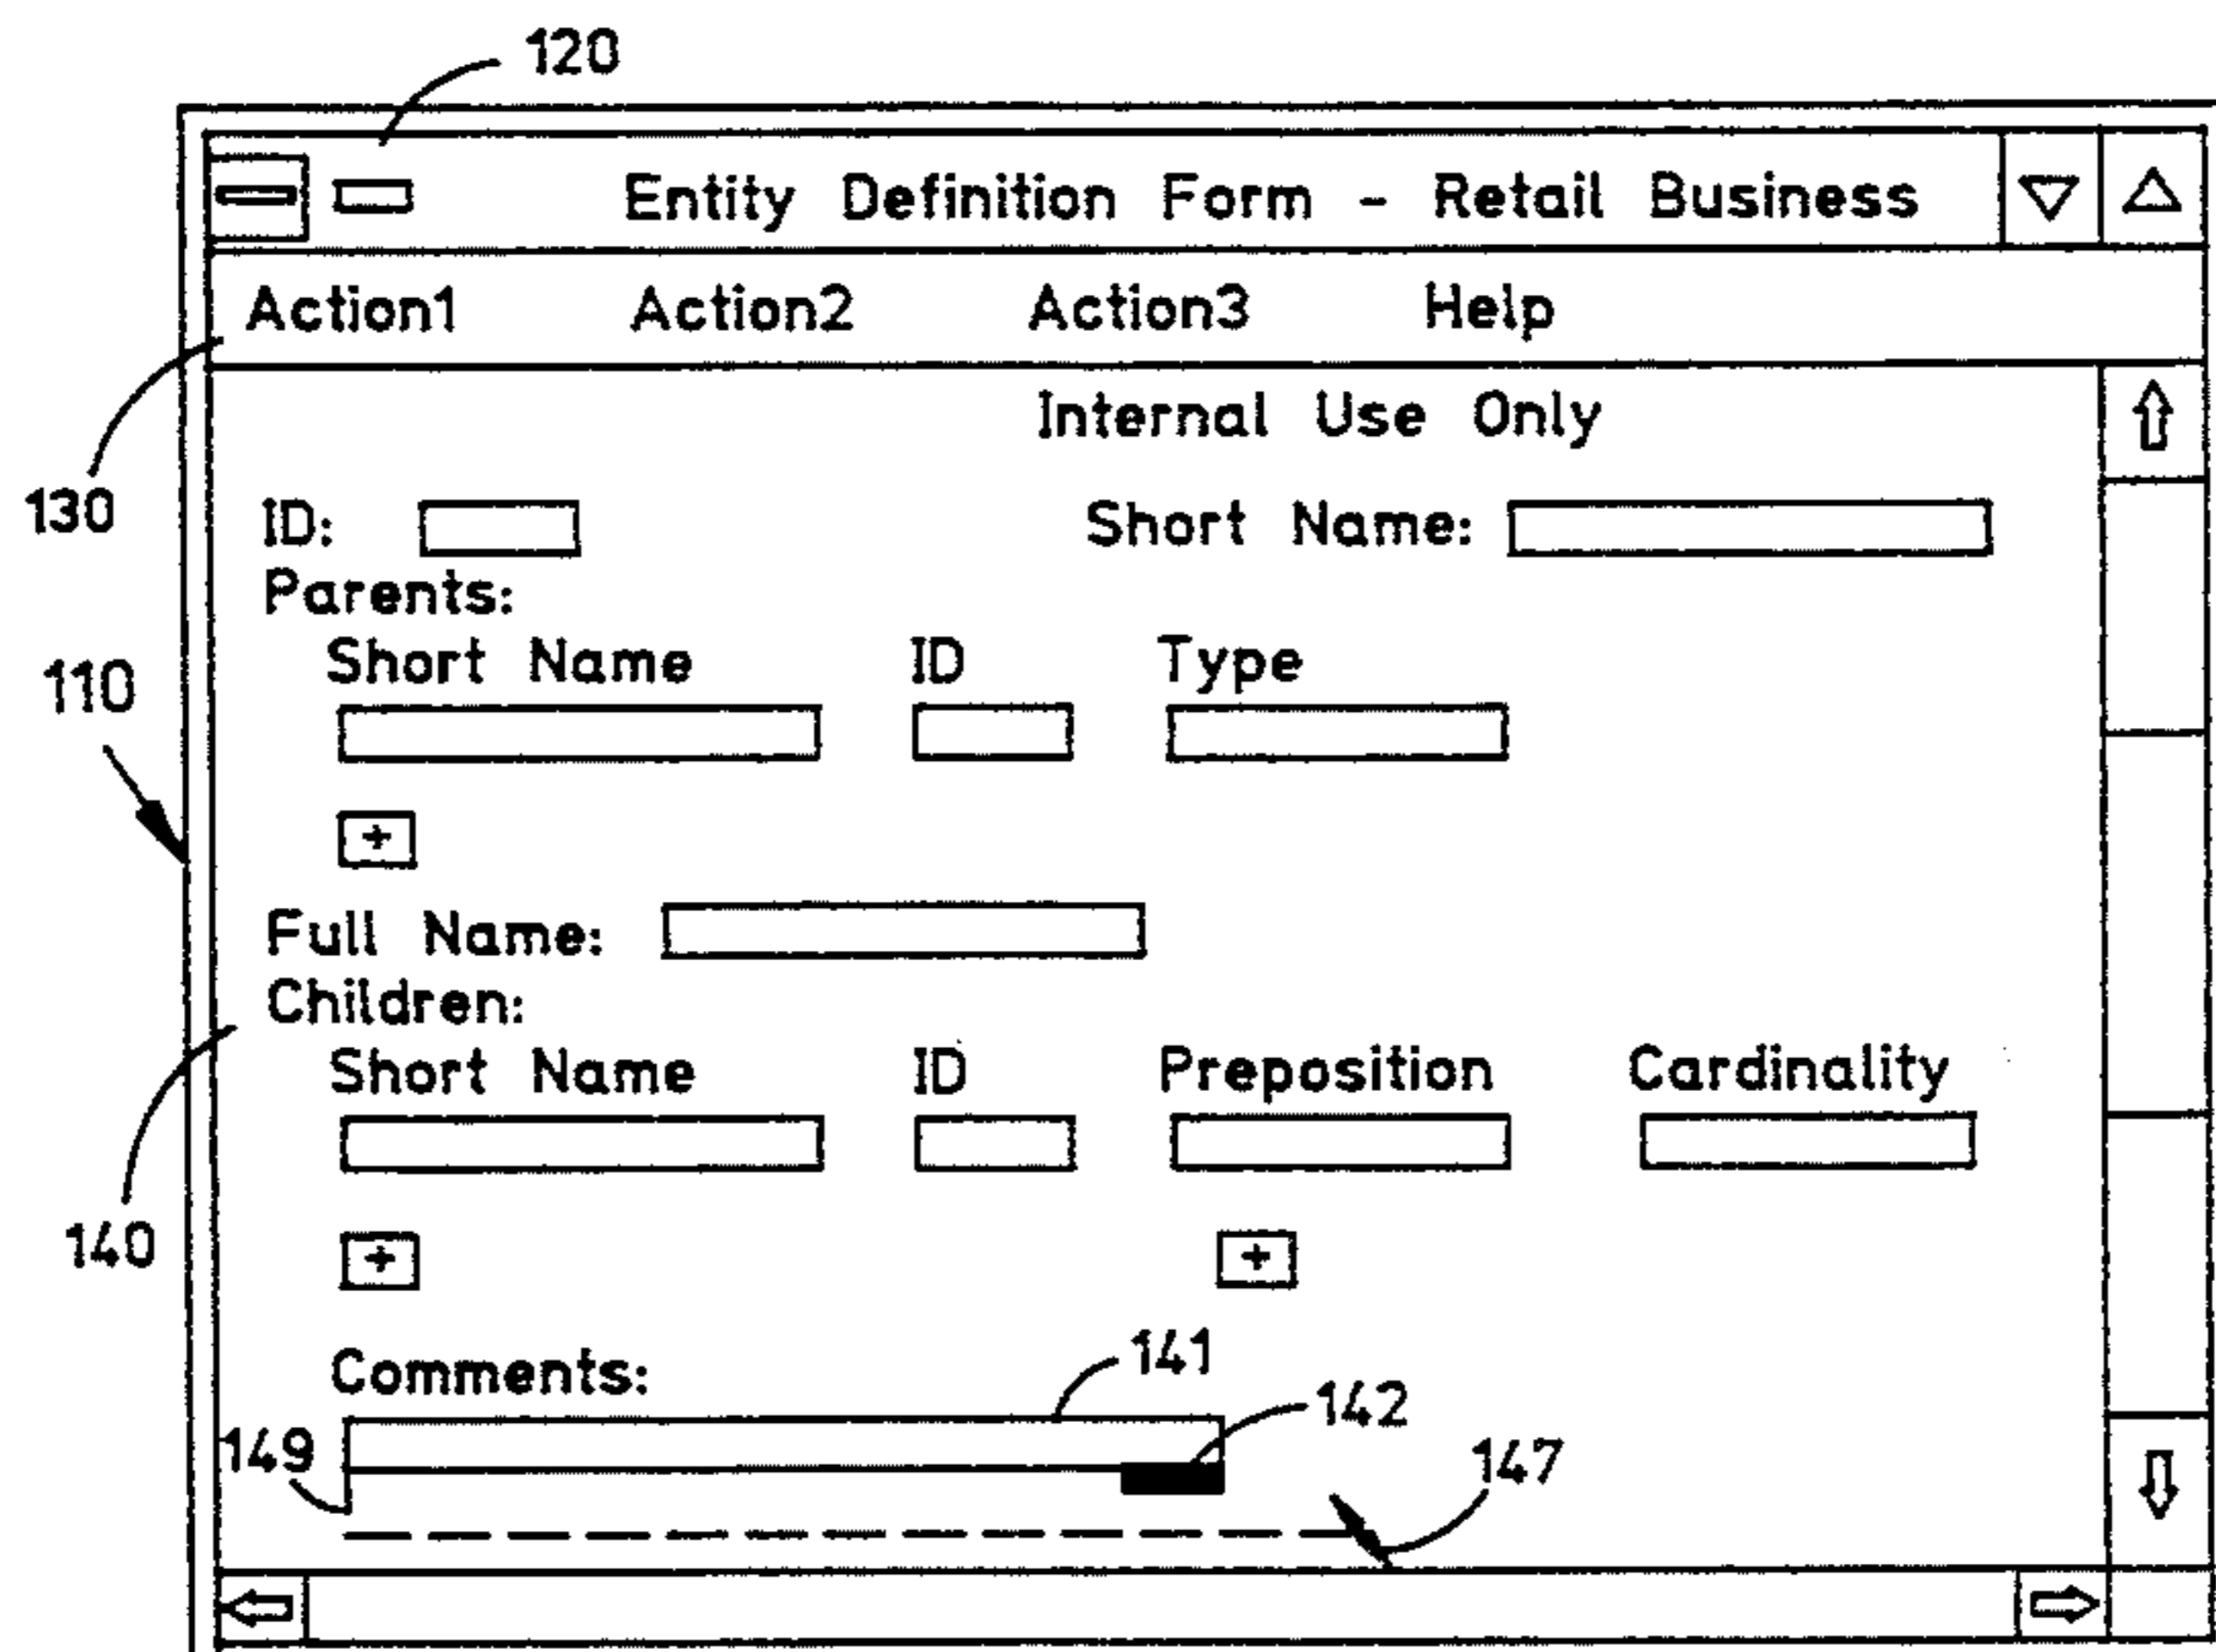 120
Entity Definition Form - Retail Business
Action1 Action2 Action3 Help
Internal Use Only
130
ID: Short Name:
Parents:
Short Name ID Type
110
+
Full Name:
Children:
Short Name ID Preposition Cardinality
140
+ +
Comments:
141
142
149
147